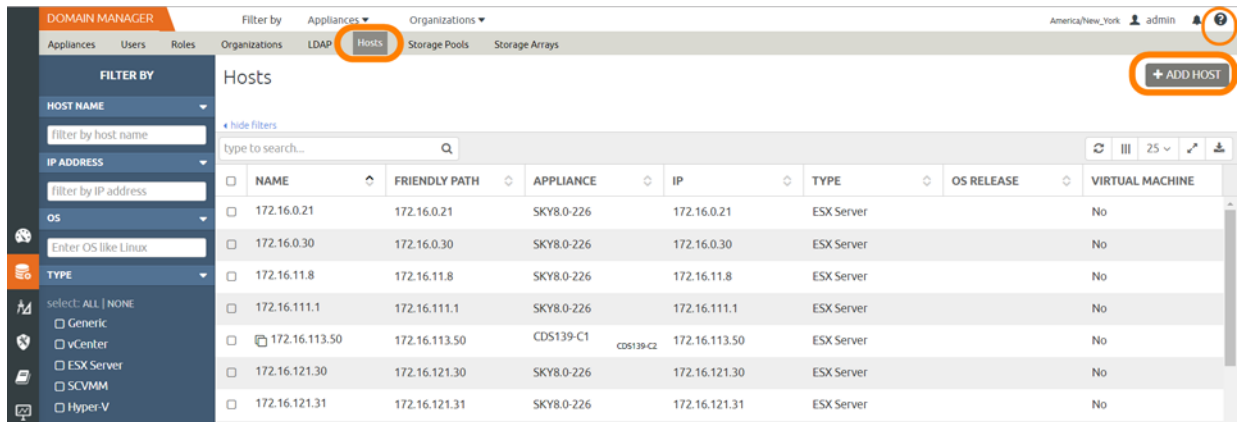 DOMAIN MANAGER Filter by Appliances Organizations America/New_York admin
Appliances Users Roles Organizations LDAP Hosts Storage Pools Storage Arrays
FILTER BY
HOST NAME
filter by host name
IP ADDRESS
filter by IP address
OS
Enter OS like Linux
TYPE
select: ALL | NONE
Generic
vCenter
ESX Server
SCVMM
Hyper-V
Hosts
+ ADD HOST
hide filters
type to search...
25
NAME FRIENDLY PATH APPLIANCE IP TYPE OS RELEASE VIRTUAL MACHINE
172.16.0.21 172.16.0.21 SKY8.0-226 172.16.0.21 ESX Server No
172.16.0.30 172.16.0.30 SKY8.0-226 172.16.0.30 ESX Server No
172.16.11.8 172.16.11.8 SKY8.0-226 172.16.11.8 ESX Server No
172.16.111.1 172.16.111.1 SKY8.0-226 172.16.111.1 ESX Server No
172.16.113.50 172.16.113.50 CDS139-C1 CDS139-C2 172.16.113.50 ESX Server No
172.16.121.30 172.16.121.30 SKY8.0-226 172.16.121.30 ESX Server No
172.16.121.31 172.16.121.31 SKY8.0-226 172.16.121.31 ESX Server No